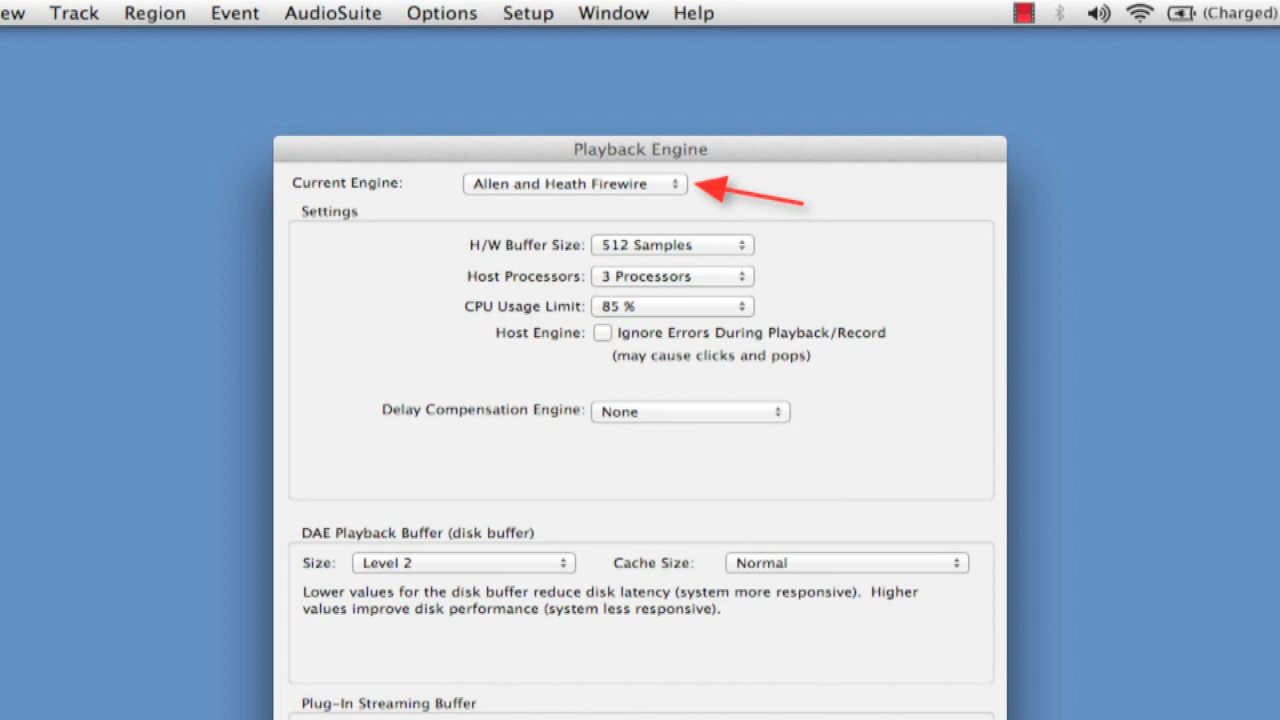 ew Track Region Event AudioSuite Options Setup Window Help (Charged)
Playback Engine
Current Engine: Allen and Heath Firewire
Settings
H/W Buffer Size: 512 Samples
Host Processors: 3 Processors
CPU Usage Limit: 85 %
Host Engine: Ignore Errors During Playback/Record
(may cause clicks and pops)
Delay Compensation Engine: None
DAE Playback Buffer (disk buffer)
Size: Level 2 Cache Size: Normal
Lower values for the disk buffer reduce disk latency (system more responsive). Higher
values improve disk performance (system less responsive).
Plug-In Streaming Buffer